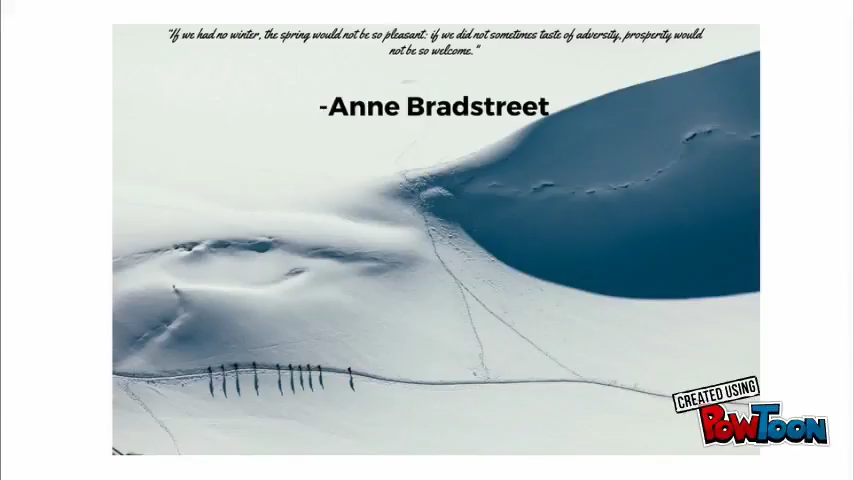 "If we had no winter, the spring would not be so pleasant: if we did not sometimes taste of adversity, prosperity would
not be so welcome."
-Anne Bradstreet
CREATED USING
POWTOON